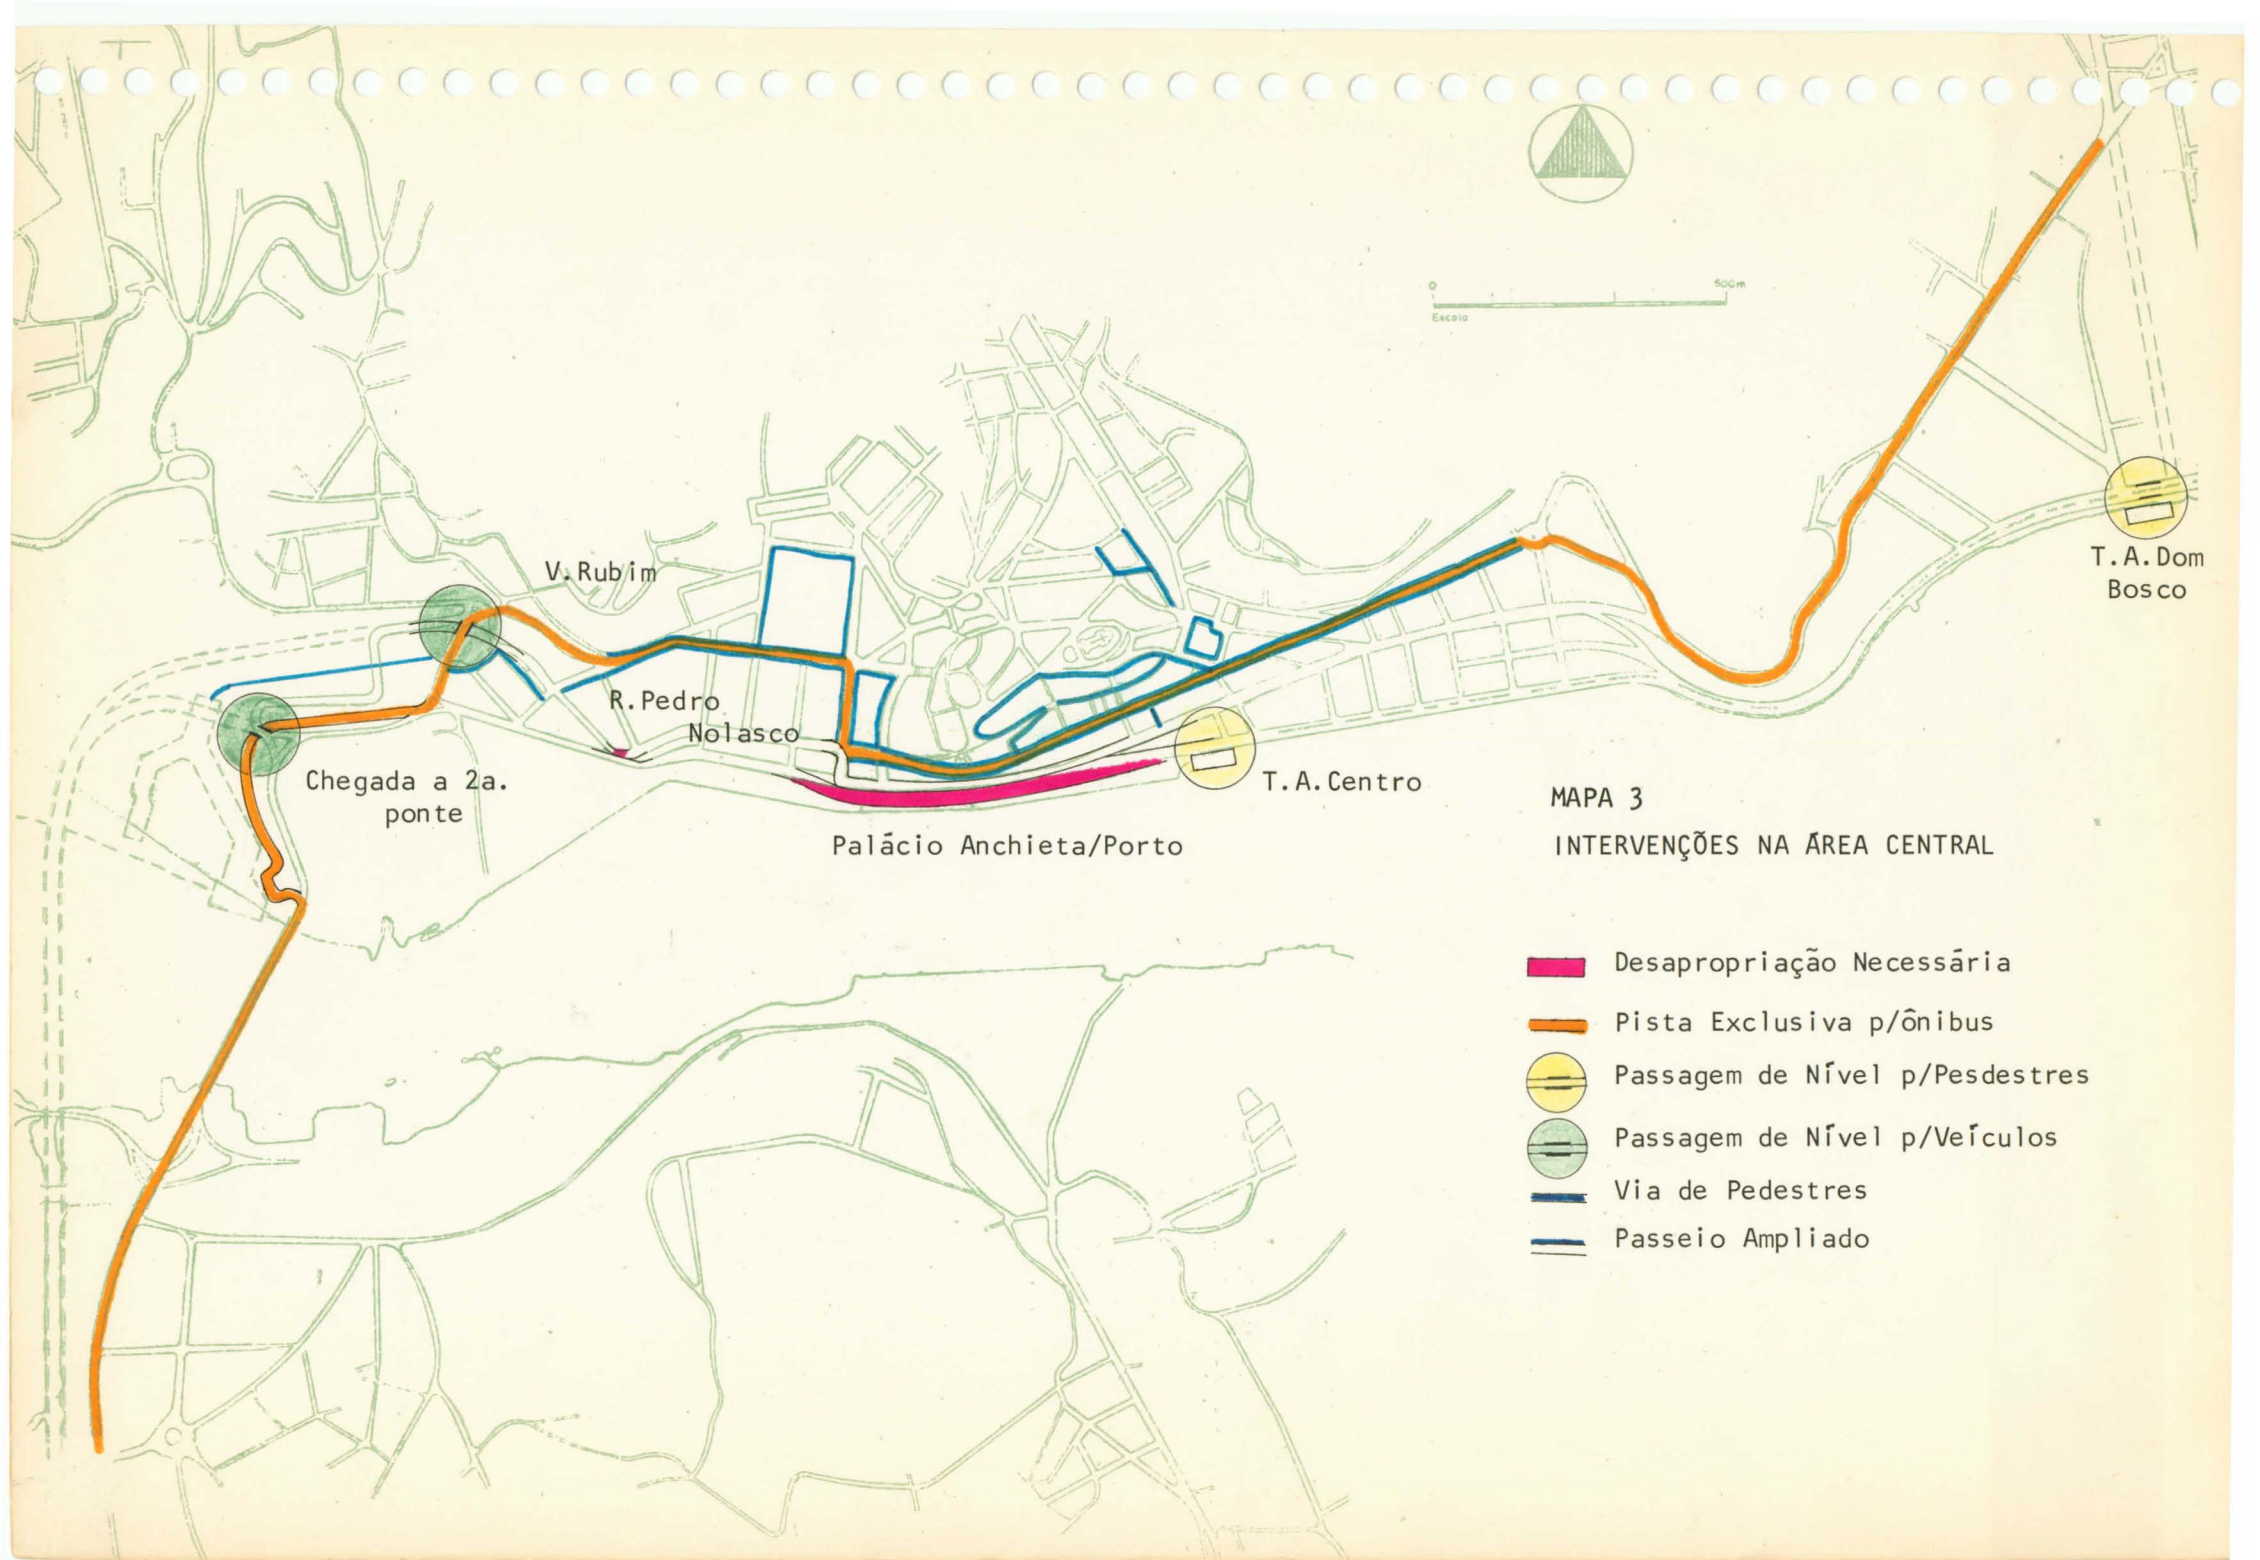 0 500m
Escala
V.Rubim
T.A.Dom
Bosco
R.Pedro
Nolasco
Chegada a 2a.
ponte
T.A.Centro
Palácio Anchieta/Porto
MAPA 3
INTERVENÇÕES NA ÁREA CENTRAL
Desapropriação Necessária
Pista Exclusiva p/ônibus
Passagem de Nível p/Pesdestres
Passagem de Nível p/Veículos
Via de Pedestres
Passeio Ampliado